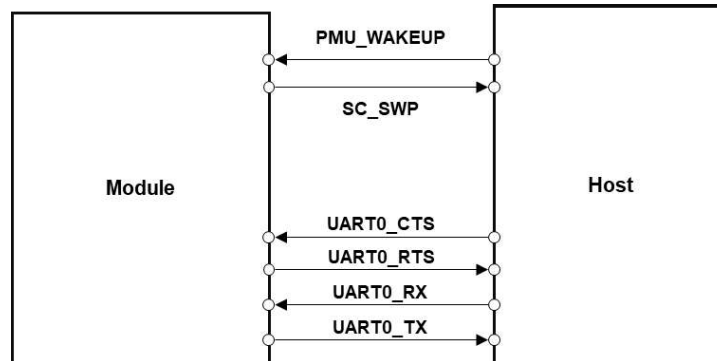 PMU_WAKEUP
SC_SWP
Module
Host
UART0_CTS
UART0_RTS
UART0_RX
UART0_TX